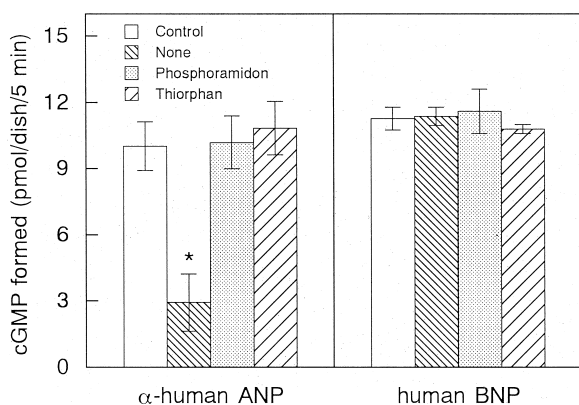 cGMP formed (pmol/dish/5 min)
15
12
9
6
3
0
Control
None
Phosphoramidon
Thiorphan
*
α-human ANP
human BNP